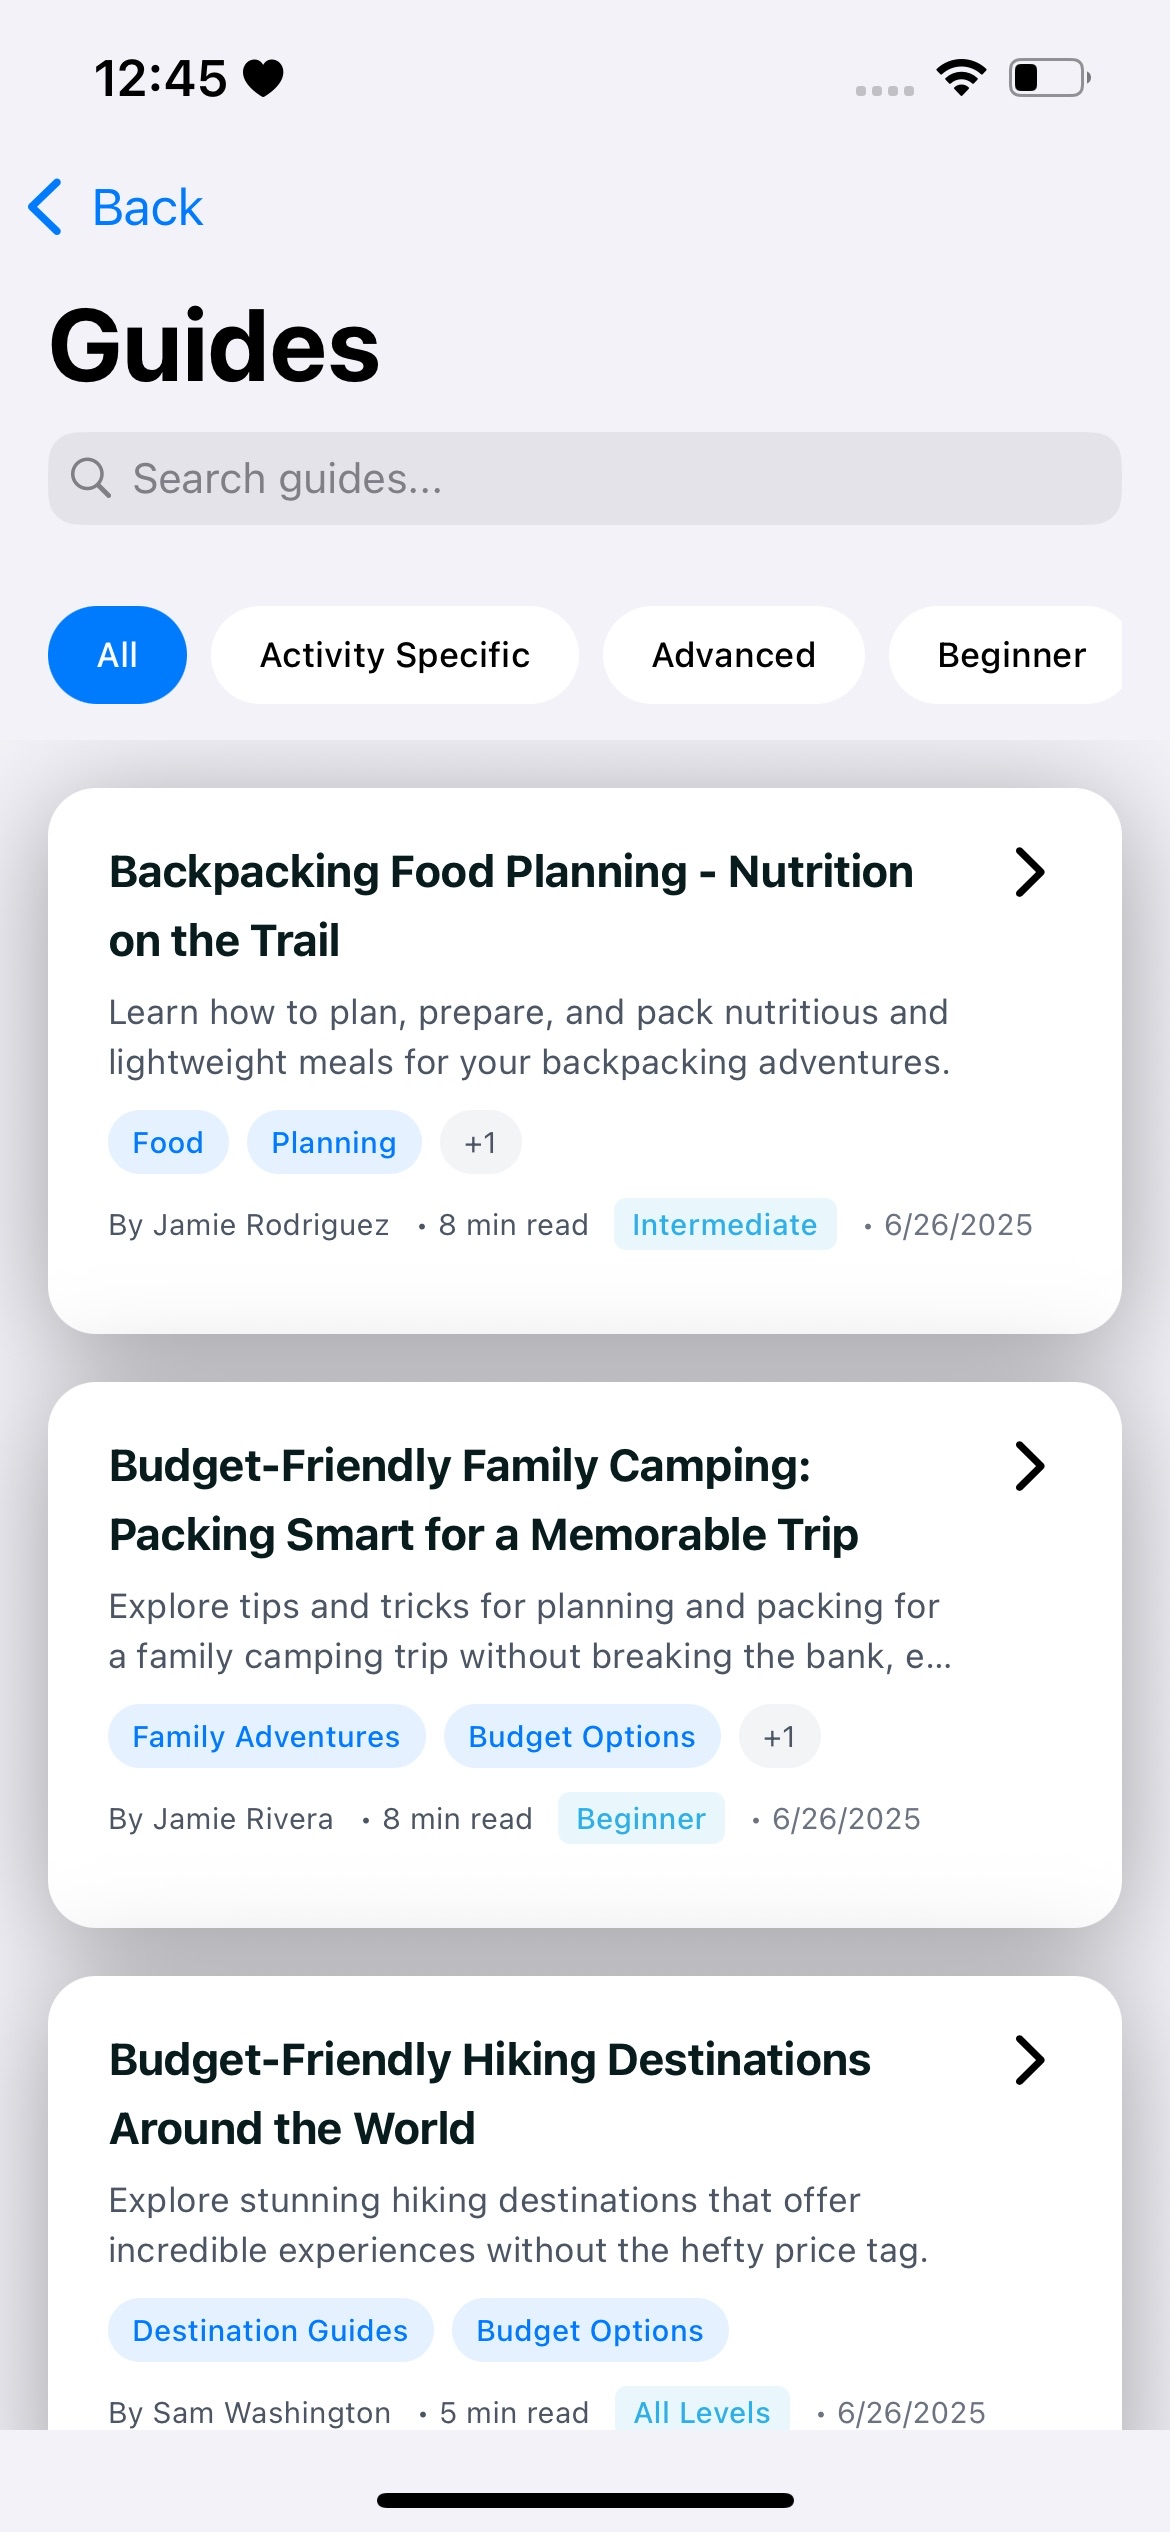 12:45
Back
Guides
Search guides...
All
Activity Specific
Advanced
Beginner
Backpacking Food Planning - Nutrition
on the Trail
Learn how to plan, prepare, and pack nutritious and
lightweight meals for your backpacking adventures.
Food
Planning
+1
By Jamie Rodriguez • 8 min read Intermediate • 6/26/2025
Budget-Friendly Family Camping:
Packing Smart for a Memorable Trip
Explore tips and tricks for planning and packing for
a family camping trip without breaking the bank, e...
Family Adventures
Budget Options
+1
By Jamie Rivera • 8 min read Beginner • 6/26/2025
Budget-Friendly Hiking Destinations
Around the World
Explore stunning hiking destinations that offer
incredible experiences without the hefty price tag.
Destination Guides
Budget Options
By Sam Washington • 5 min read All Levels • 6/26/2025